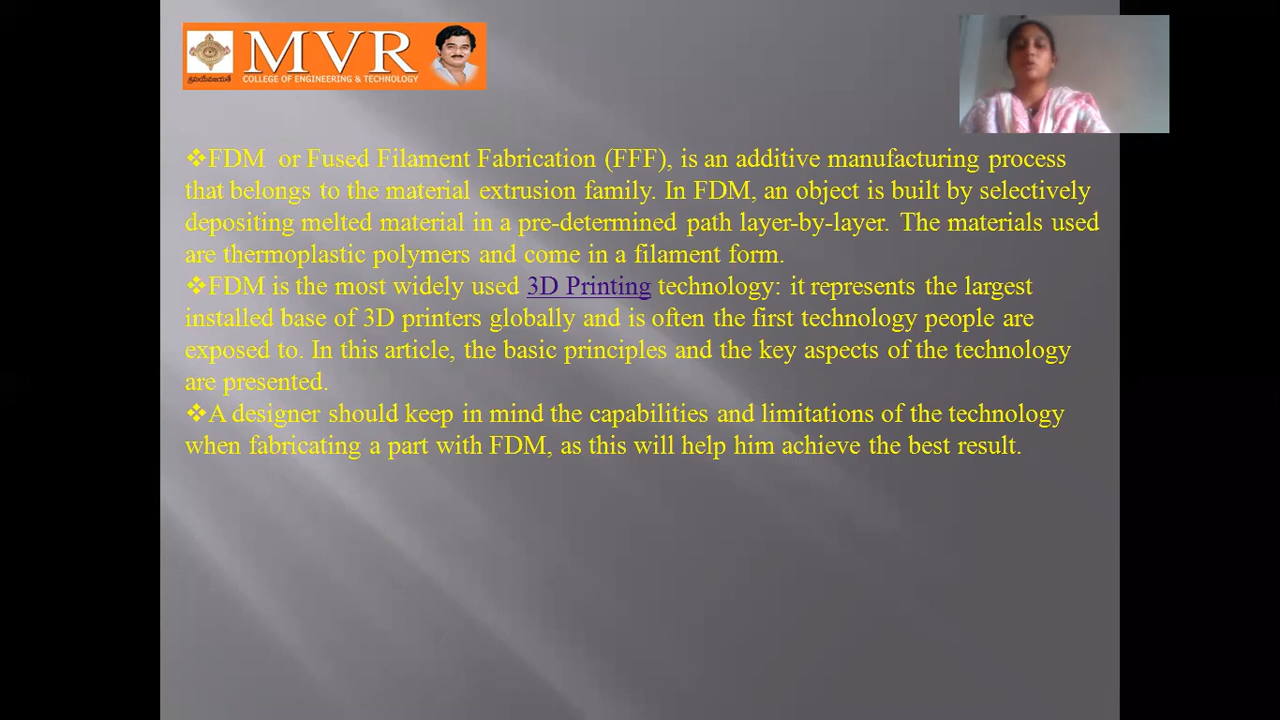 MVR
COLLEGE OF ENGINEERING & TECHNOLOGY
❖FDM or Fused Filament Fabrication (FFF), is an additive manufacturing process
that belongs to the material extrusion family. In FDM, an object is built by selectively
depositing melted material in a pre-determined path layer-by-layer. The materials used
are thermoplastic polymers and come in a filament form.
❖FDM is the most widely used 3D Printing technology: it represents the largest
installed base of 3D printers globally and is often the first technology people are
exposed to. In this article, the basic principles and the key aspects of the technology
are presented.
❖A designer should keep in mind the capabilities and limitations of the technology
when fabricating a part with FDM, as this will help him achieve the best result.